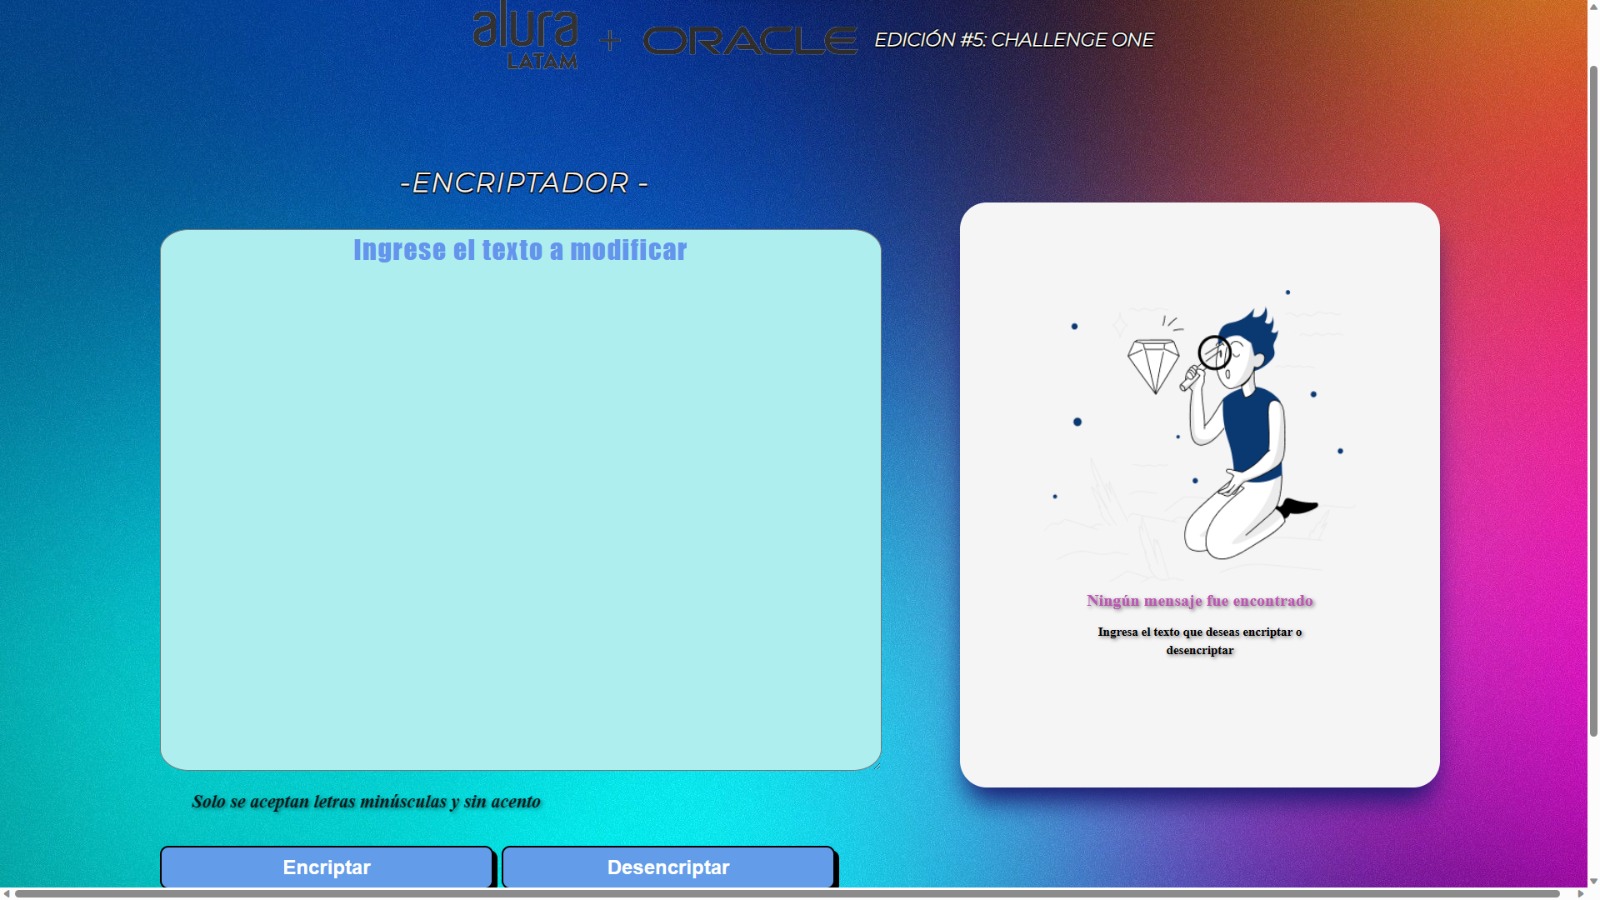 alura
LATAM
+
ORACLE
EDICIÓN #5: CHALLENGE ONE
-ENCRIPTADOR -
Ingrese el texto a modificar
Ningún mensaje fue encontrado
Ingresa el texto que deseas encriptar o
desencriptar
Solo se aceptan letras minúsculas y sin acento
Encriptar
Desencriptar